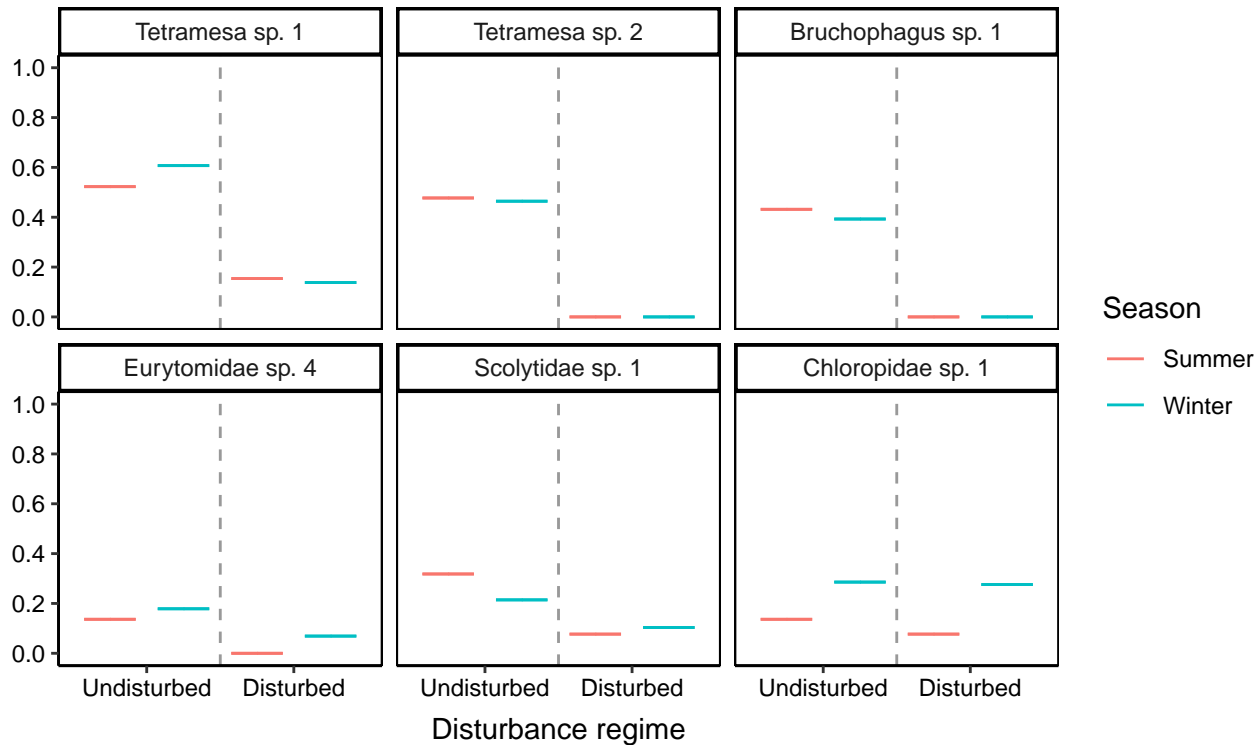 Tetramesa sp. 1 Tetramesa sp. 2 Bruchophagus sp. 1
1.0
0.8
0.6
0.4
0.2
0.0
Eurytomidae sp. 4 Scolytidae sp. 1 Chloropidae sp. 1
1.0
0.8
0.6
0.4
0.2
0.0
Undisturbed Disturbed Undisturbed Disturbed Undisturbed Disturbed
Disturbance regime
Season
Summer
Winter